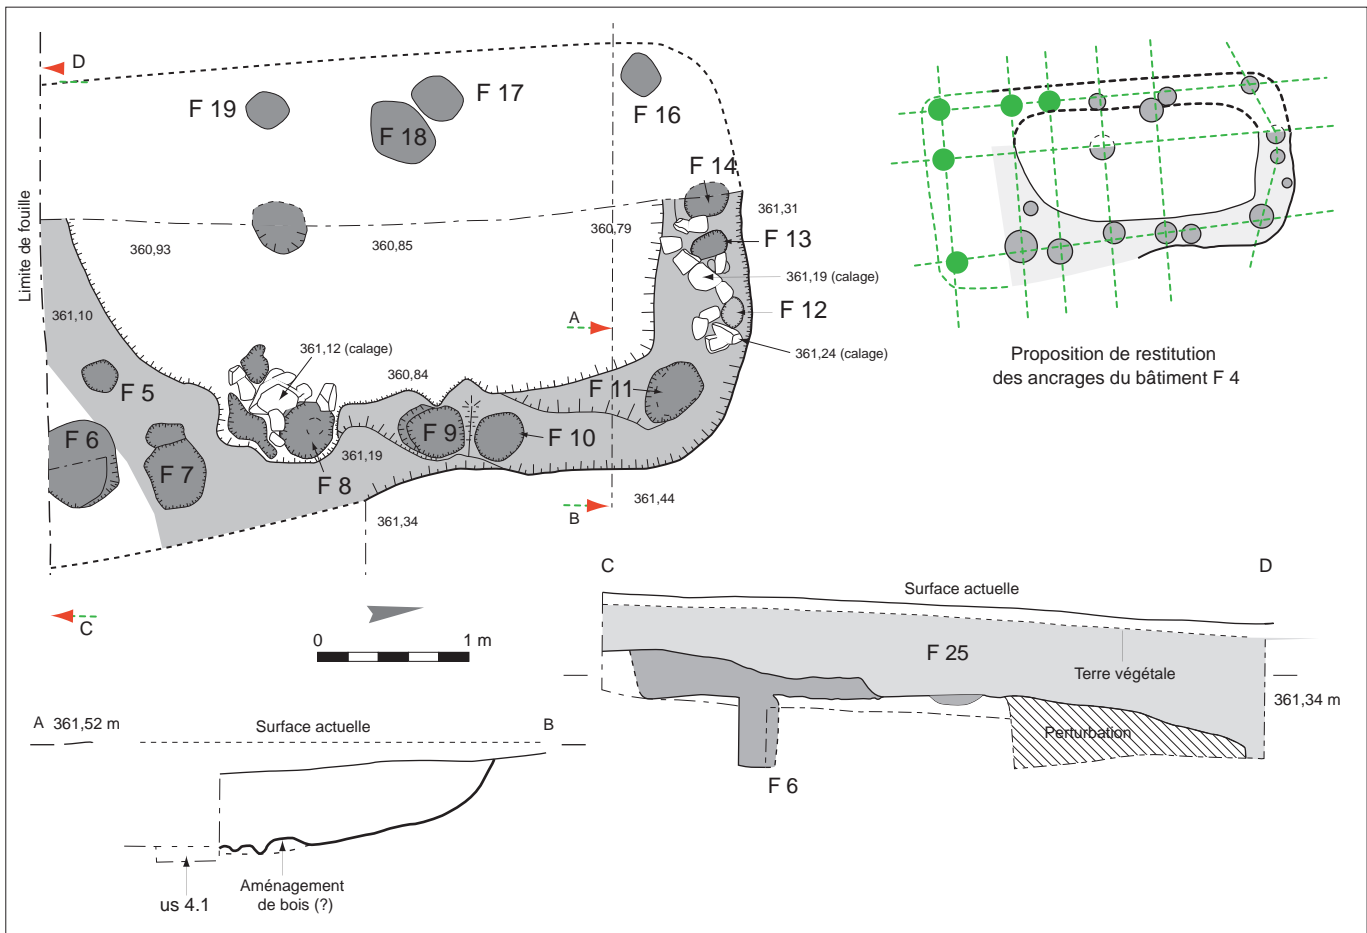 D
F 19
F 17
F 18
F 16
F 14
361,31
360,93
360,85
360,79
F 13
Limite de fouille
361,19 (calage)
361,10
A
F 12
361,12 (calage)
361,24 (calage)
360,84
F 5
F 11
F 6
F 9
F 10
F 7
361,19
F 8
361,44
B
361,34
C
0
1 m
Proposition de restitution
des ancrages du bâtiment F 4
C
D
Surface actuelle
F 25
Terre végétale
361,34 m
Perturbation
F 6
A
361,52 m
Surface actuelle
B
Aménagement
de bois (?)
us 4.1